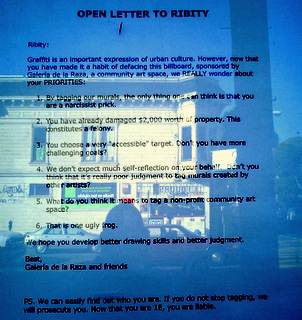 OPEN LETTER TO RIBITY
Ribity:
Graffiti is an important expression of urban culture. However, now that
you have made it a habit of defacing this billboard, sponsored by
Galeria de la Raza, a community art space, we REALLY wonder about
your PRIORITIES:
1. By tagging our murals, the only thing one can think is that you
are a narcissist prick.
2. You have already damaged $2,000 worth of property. This
constitutes a felony.
3. You choose a very "accessible" target. Don't you have more
challenging goals?
4. We don't expect much self-reflection on your behalf. Don't you
think that it's really poor judgment to tag murals created by
other artists?
5. What do you think it means to tag a non-profit community art
space?
6. That is one ugly frog.
We hope you develop better drawing skills and better judgment.
Best,
Galeria de la Raza and friends
PS. We can easily find out who you are. If you do not stop tagging, we
will prosecute you. Now that you are 18, you are liable.